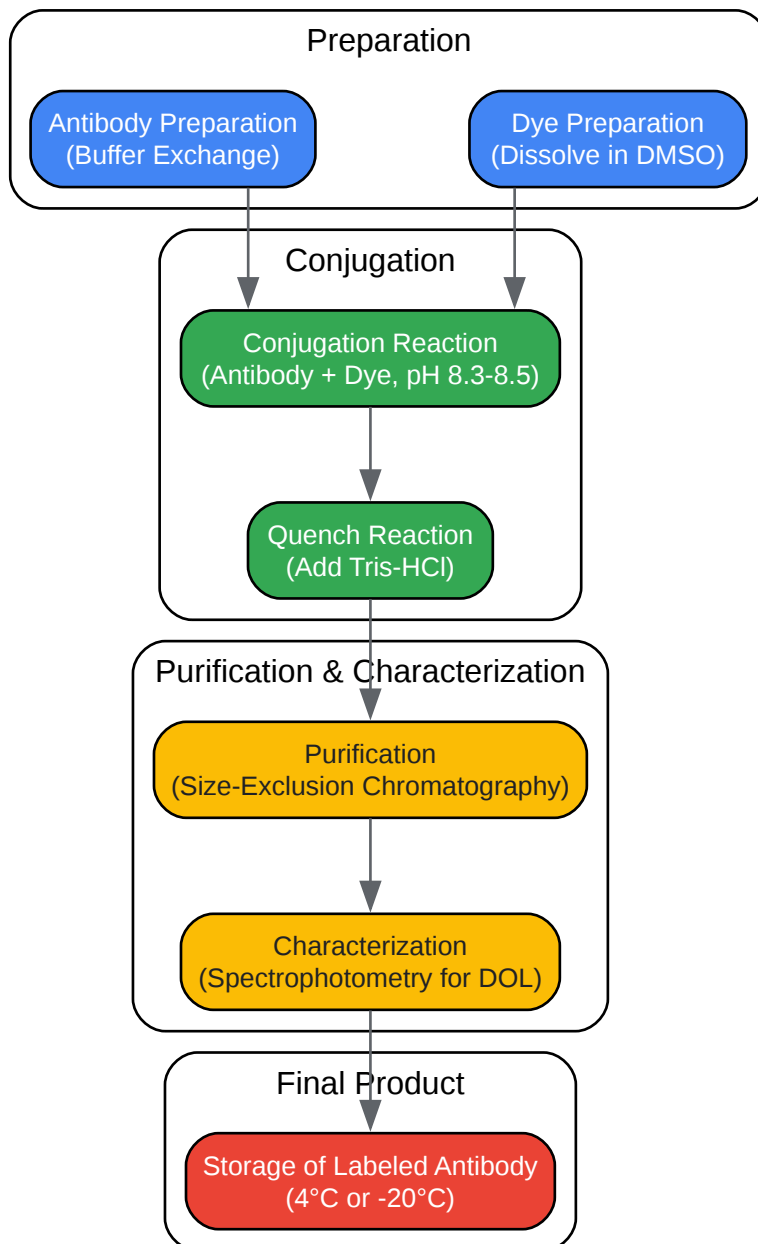 Preparation
Antibody Preparation
(Buffer Exchange)
Dye Preparation
(Dissolve in DMSO)
Conjugation
Conjugation Reaction
(Antibody + Dye, pH 8.3-8.5)
Quench Reaction
(Add Tris-HCl)
Purification & Characterization
Purification
(Size-Exclusion Chromatography)
Characterization
(Spectrophotometry for DOL)
Final Product
Storage of Labeled Antibody
(4°C or -20°C)